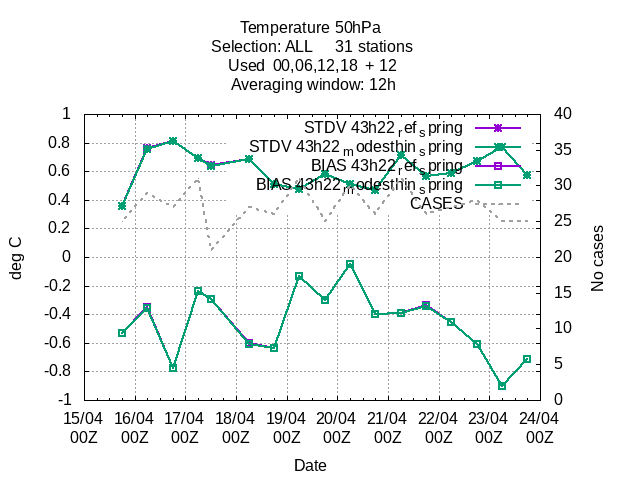 Temperature 50hPa
Selection: ALL 31 stations
Used 00,06,12,18 + 12
Averaging window: 12h
STDV 43h22refspring
STDV 43h22modesthinspring
BIAS 43h22refspring
BIAS 43h22modesthinspring
CASES
deg C
1
0.8
0.6
0.4
0.2
0
-0.2
-0.4
-0.6
-0.8
-1
40
35
30
25
20
15
10
5
0
No cases
15/04 16/04 17/04 18/04 19/04 20/04 21/04 22/04 23/04 24/04
00Z 00Z 00Z 00Z 00Z 00Z 00Z 00Z 00Z 00Z
Date